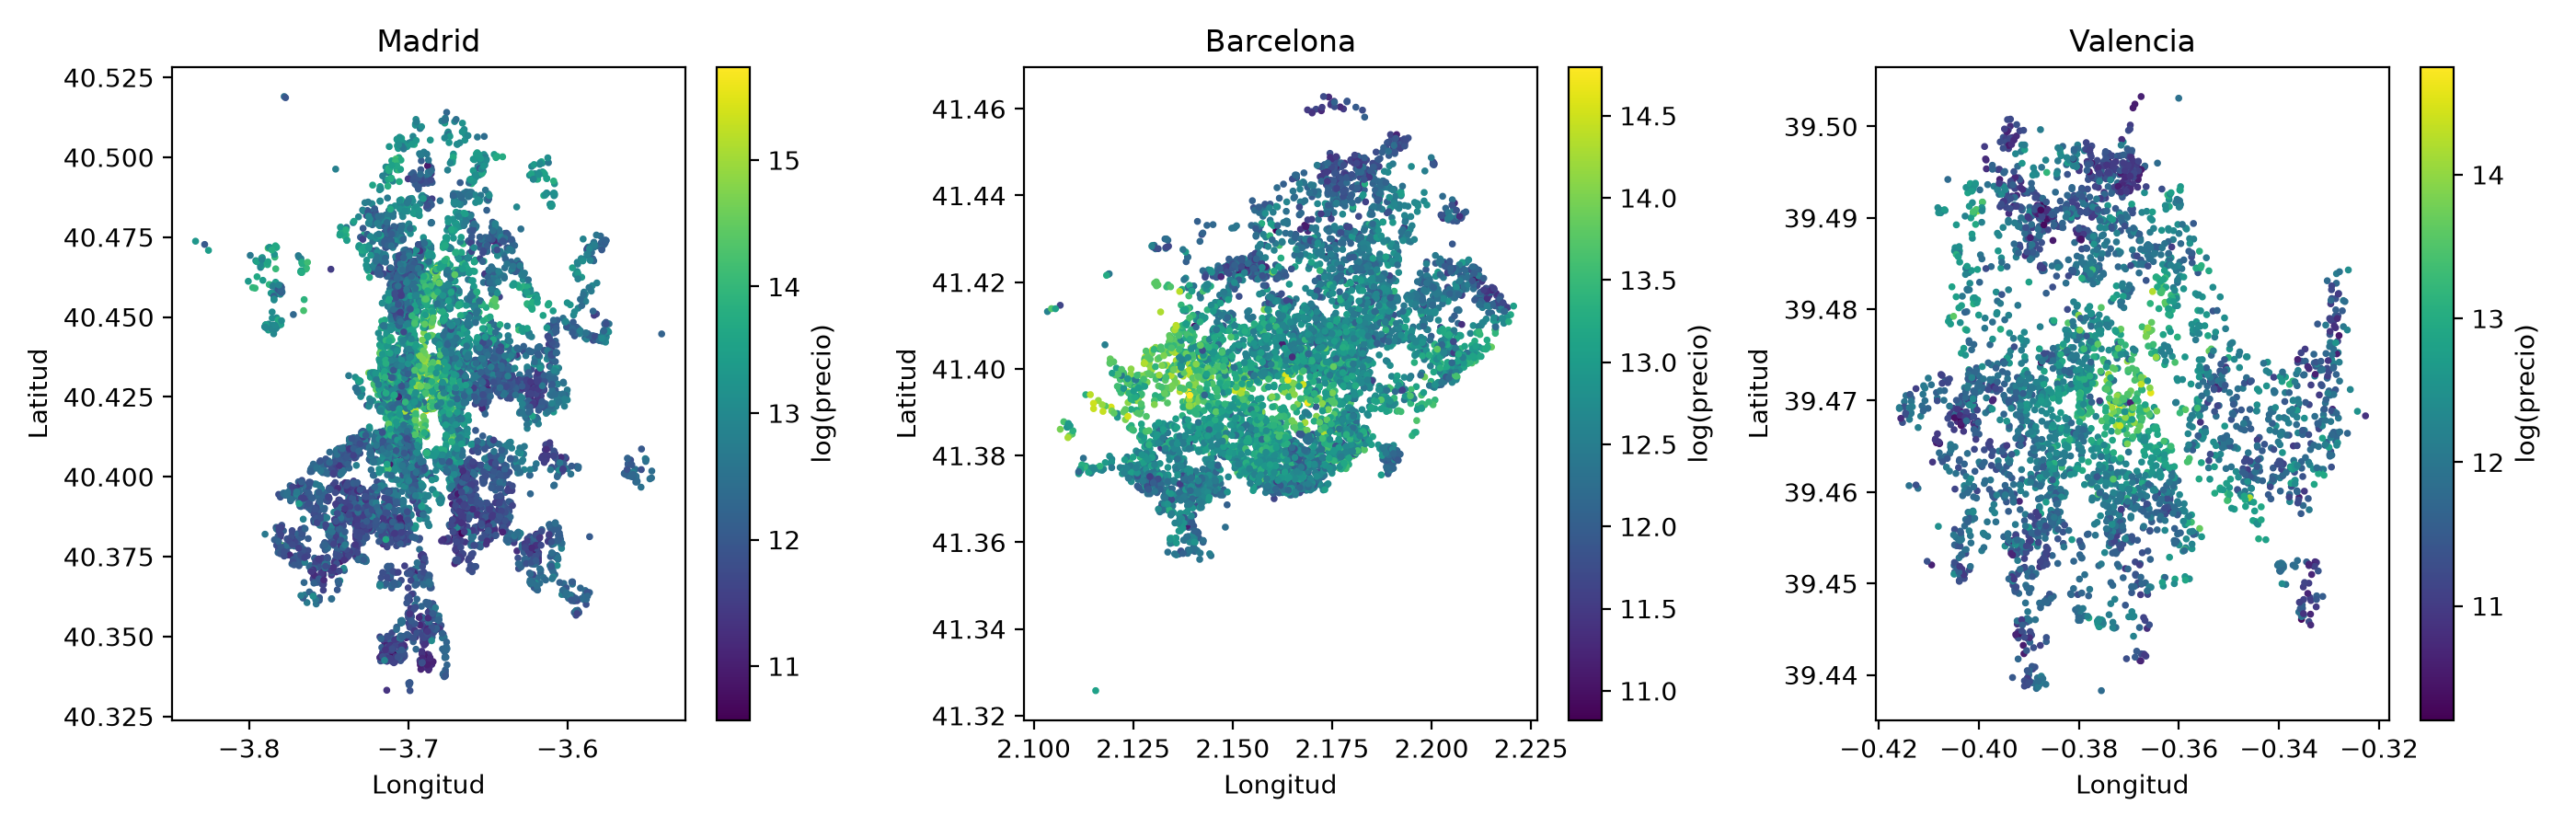 Madrid
40.525
40.500
40.475
40.450
40.425
40.400
40.375
40.350
40.325
Latitud
−3.8 −3.7 −3.6
Longitud
15
14
13
12
11
log(precio)
Barcelona
41.46
41.44
41.42
41.40
41.38
41.36
41.34
41.32
Latitud
2.100 2.125 2.150 2.175 2.200 2.225
Longitud
14.5
14.0
13.5
13.0
12.5
12.0
11.5
11.0
log(precio)
Valencia
39.50
39.49
39.48
39.47
39.46
39.45
39.44
Latitud
−0.42 −0.40 −0.38 −0.36 −0.34 −0.32
Longitud
14
13
12
11
log(precio)